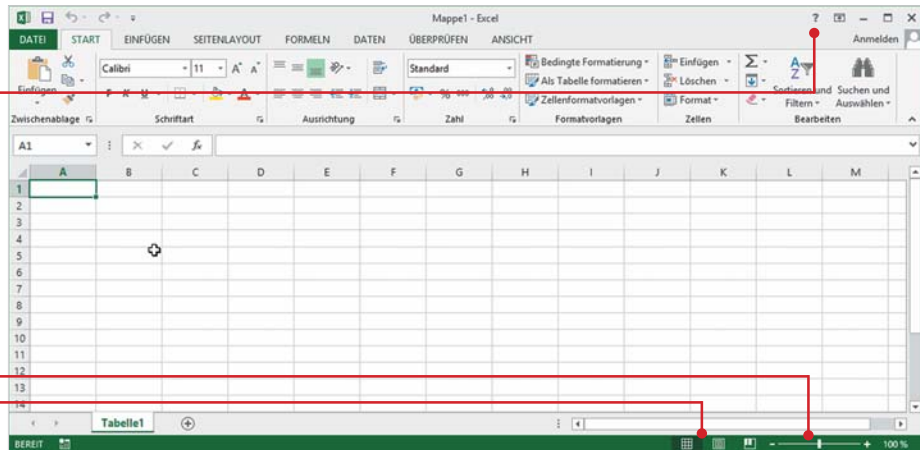 Mappe1 - Excel
?
DATEI START EINFÜGEN SEITENLAYOUT FORMELN DATEN ÜBERPRÜFEN ANSICHT Anmelden
Calibri 11 A A Standard Bedingte Formatierung Einfügen Σ A Z
Einfügen Als Tabelle formatieren Löschen Sortieren und Suchen und
F K U A % 000 Zellenformatvorlagen Format Filtern Auswählen
Zwischenablage Schriftart Ausrichtung Zahl Formatvorlagen Zellen Bearbeiten
A1 fx
A B C D E F G H I J K L M
1
2
3
4
5
6
7
8
9
10
11
12
13
14
Tabelle1
BEREIT 100 %